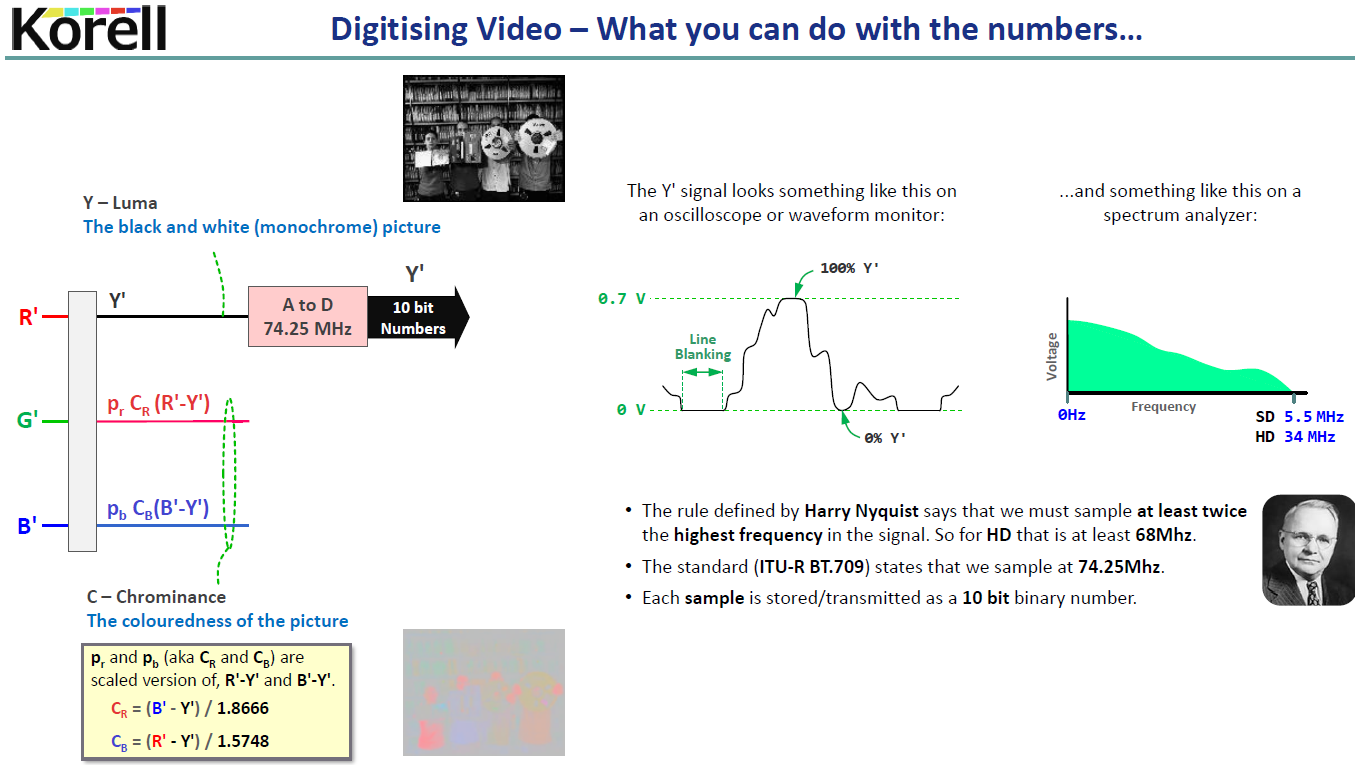 Korell
Digitising Video – What you can do with the numbers...
Y – Luma
The black and white (monochrome) picture
R'
Y'
A to D
74.25 MHz
Y'
10 bit
Numbers
G'
pr CR (R'-Y')
B'
pb CB(B'-Y')
C – Chrominance
The colouredness of the picture
pr and pb (aka CR and CB) are
scaled version of, R'-Y' and B'-Y'.
CR = (B' - Y') / 1.8666
CB = (R' - Y') / 1.5748
The Y' signal looks something like this on
an oscilloscope or waveform monitor:
100% Y'
0.7 V
Line
Blanking
0 V
0% Y'
...and something like this on a
spectrum analyzer:
Voltage
Frequency
0Hz
SD 5.5 MHz
HD 34 MHz
• The rule defined by Harry Nyquist says that we must sample at least twice
the highest frequency in the signal. So for HD that is at least 68Mhz.
• The standard (ITU-R BT.709) states that we sample at 74.25Mhz.
• Each sample is stored/transmitted as a 10 bit binary number.